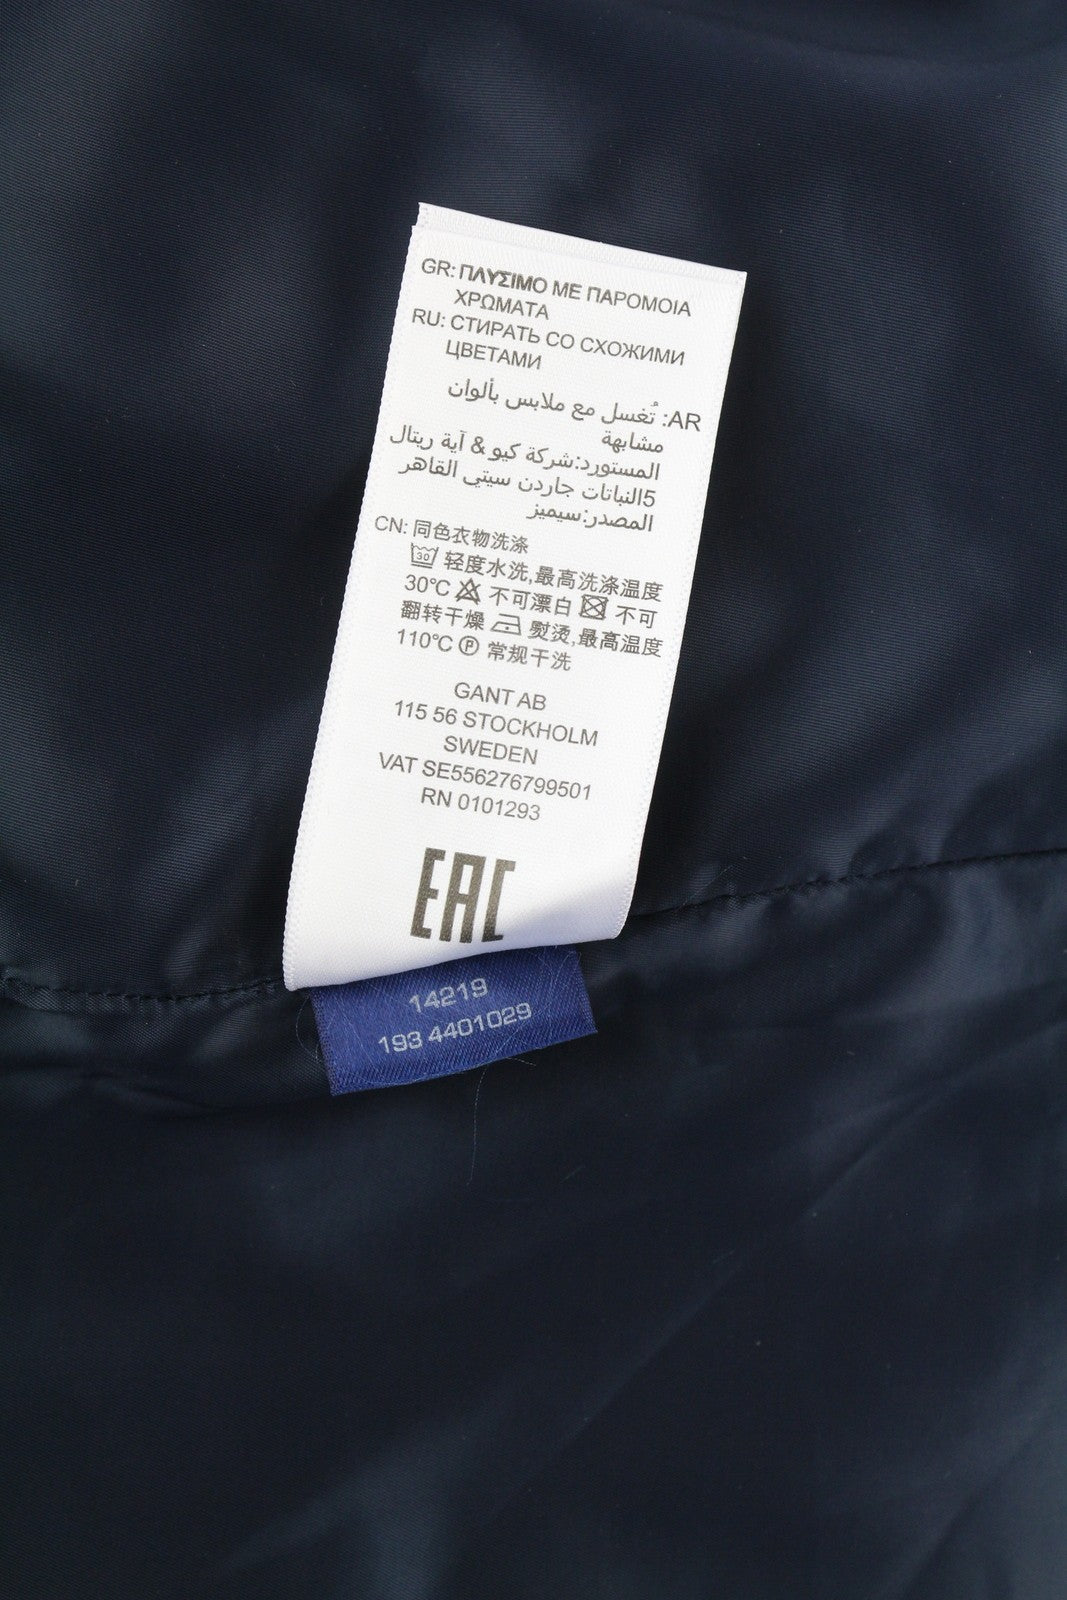 GR: ΠΛΥΣΙΜΟ ΜΕ ΠΑΡΟΜΟΙΑ
ΧΡΩΜΑΤΑ
RU: СТИРАТЬ СО СХОЖИМИ
ЦВЕТАМИ
AR: تُغسل مع ملابس بألوان
مشابهة
المستورد:شركة كيو & آية ريتال
5النباتات جاردن سيتي القاهر
المصدر:سيميز
CN: 同色衣物洗涤
30 轻度水洗,最高洗涤温度
30℃ 不可漂白 不可
翻转干燥 熨烫,最高温度
110℃ P 常规干洗
GANT AB
115 56 STOCKHOLM
SWEDEN
VAT SE556276799501
RN 0101293
EAC
14219
193 4401029